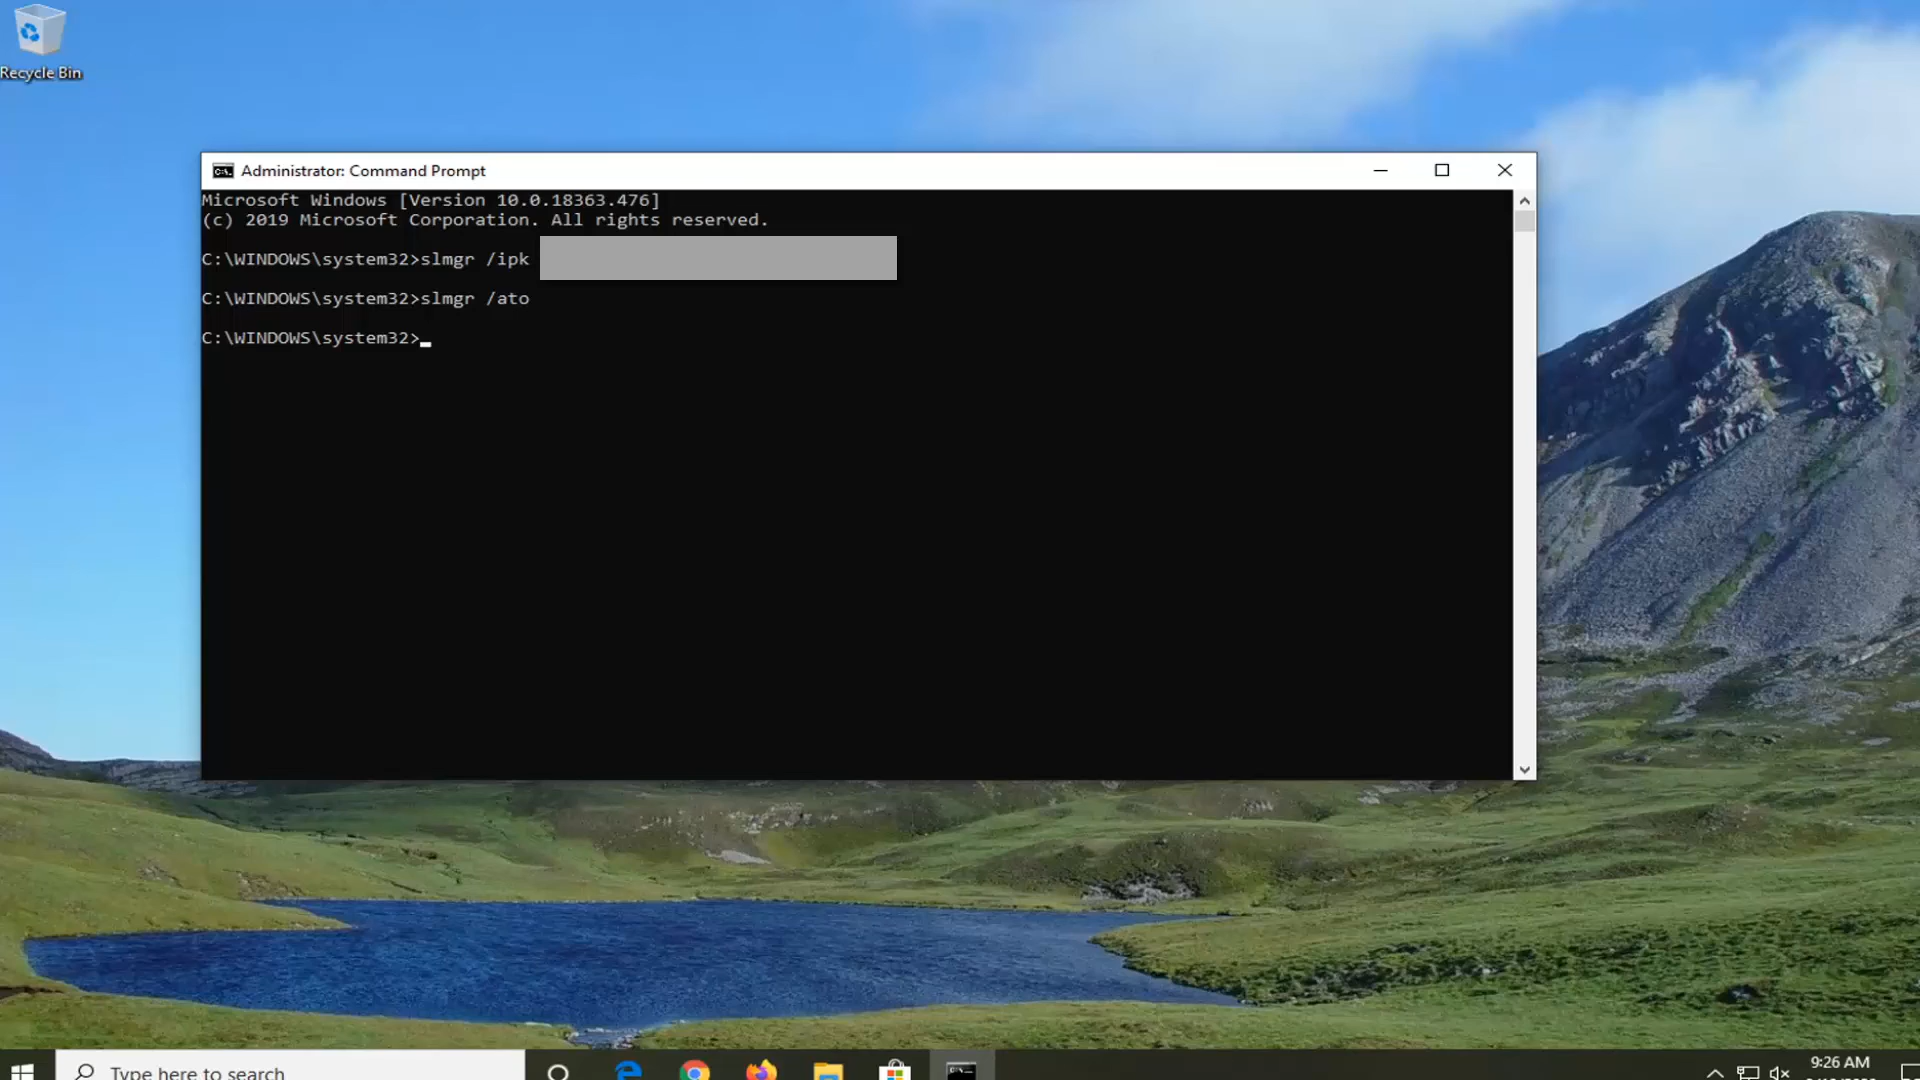 Recycle Bin
Administrator: Command Prompt
Microsoft Windows [Version 10.0.18363.476]
(c) 2019 Microsoft Corporation. All rights reserved.
C:\WINDOWS\system32>slmgr /ipk
C:\WINDOWS\system32>slmgr /ato
C:\WINDOWS\system32>
Type here to search
9:26 AM